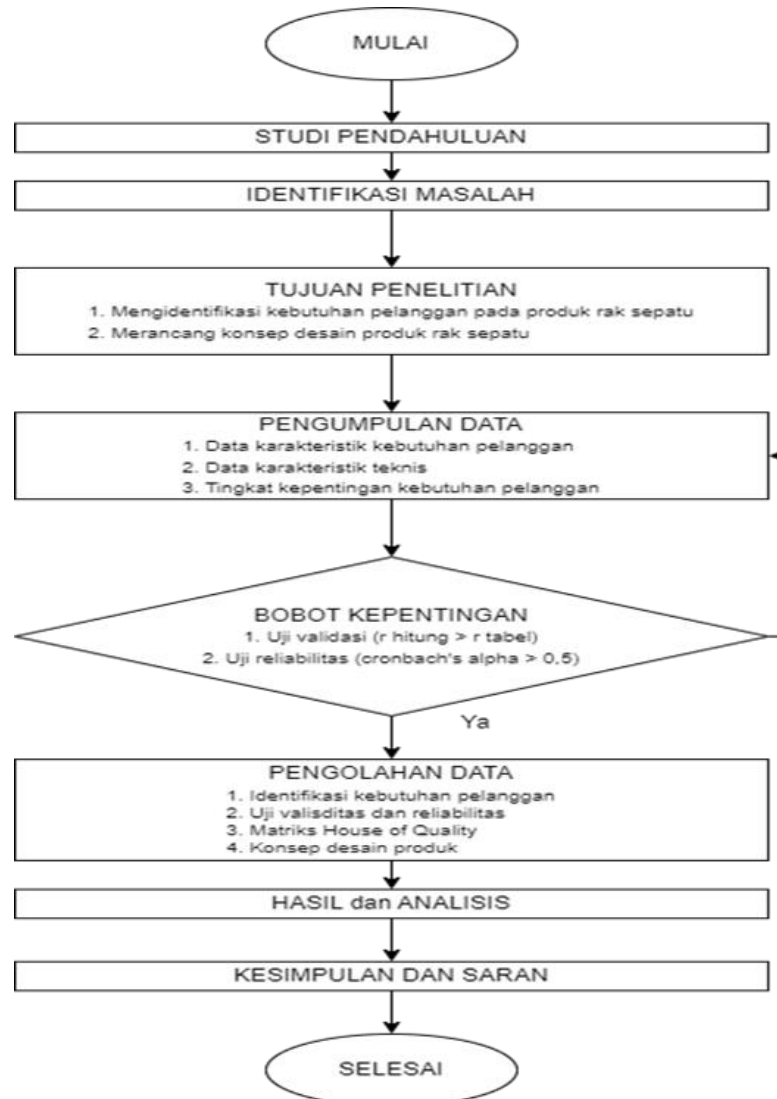 MULAI
STUDI PENDAHULUAN
IDENTIFIKASI MASALAH
TUJUAN PENELITIAN
1. Mengidentifikasi kebutuhan pelanggan pada produk rak sepatu
2. Merancang konsep desain produk rak sepatu
PENGUMPULAN DATA
1. Data karakteristik kebutuhan pelanggan
2. Data karakteristik teknis
3. Tingkat kepentingan kebutuhan pelanggan
BOBOT KEPENTINGAN
1. Uji validasi (r hitung > r tabel)
2. Uji reliabilitas (cronbach's alpha > 0,5)
Ya
PENGOLAHAN DATA
1. Identifikasi kebutuhan pelanggan
2. Uji valisditas dan reliabilitas
3. Matriks House of Quality
4. Konsep desain produk
HASIL dan ANALISIS
KESIMPULAN DAN SARAN
SELESAI